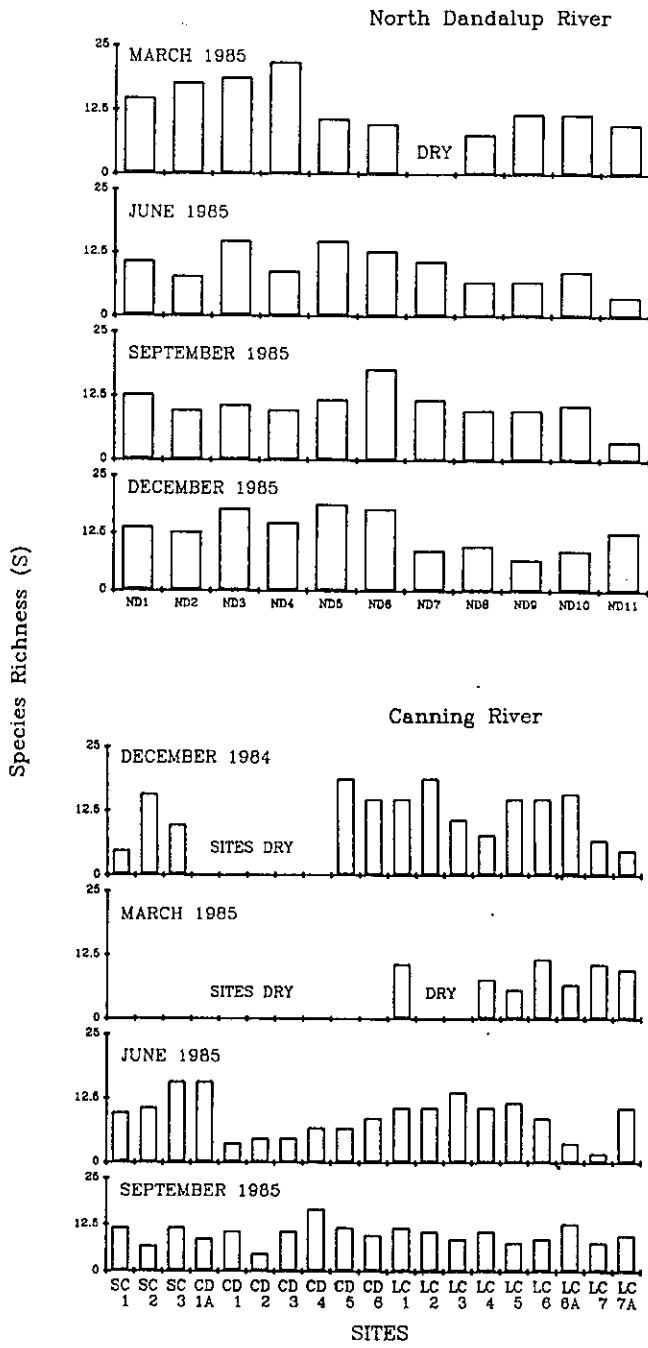 North Dandalup River
25
MARCH 1985
12.5
DRY
0
25
JUNE 1985
12.5
0
25
SEPTEMBER 1985
12.5
0
25
DECEMBER 1985
12.5
0
ND1 ND2 ND3 ND4 ND5 ND6 ND7 ND8 ND9 ND10 ND11
Species Richness (S)
Canning River
25
DECEMBER 1984
12.5
SITES DRY
0
25
MARCH 1985
12.5
SITES DRY DRY
0
25
JUNE 1985
12.5
0
25
SEPTEMBER 1985
12.5
0
SC SC SC CD CD CD CD CD CD CD LC LC LC LC LC LC LC LC LC
1 2 3 1A 1 2 3 4 5 6 1 2 3 4 5 6 6A 7 7A
SITES